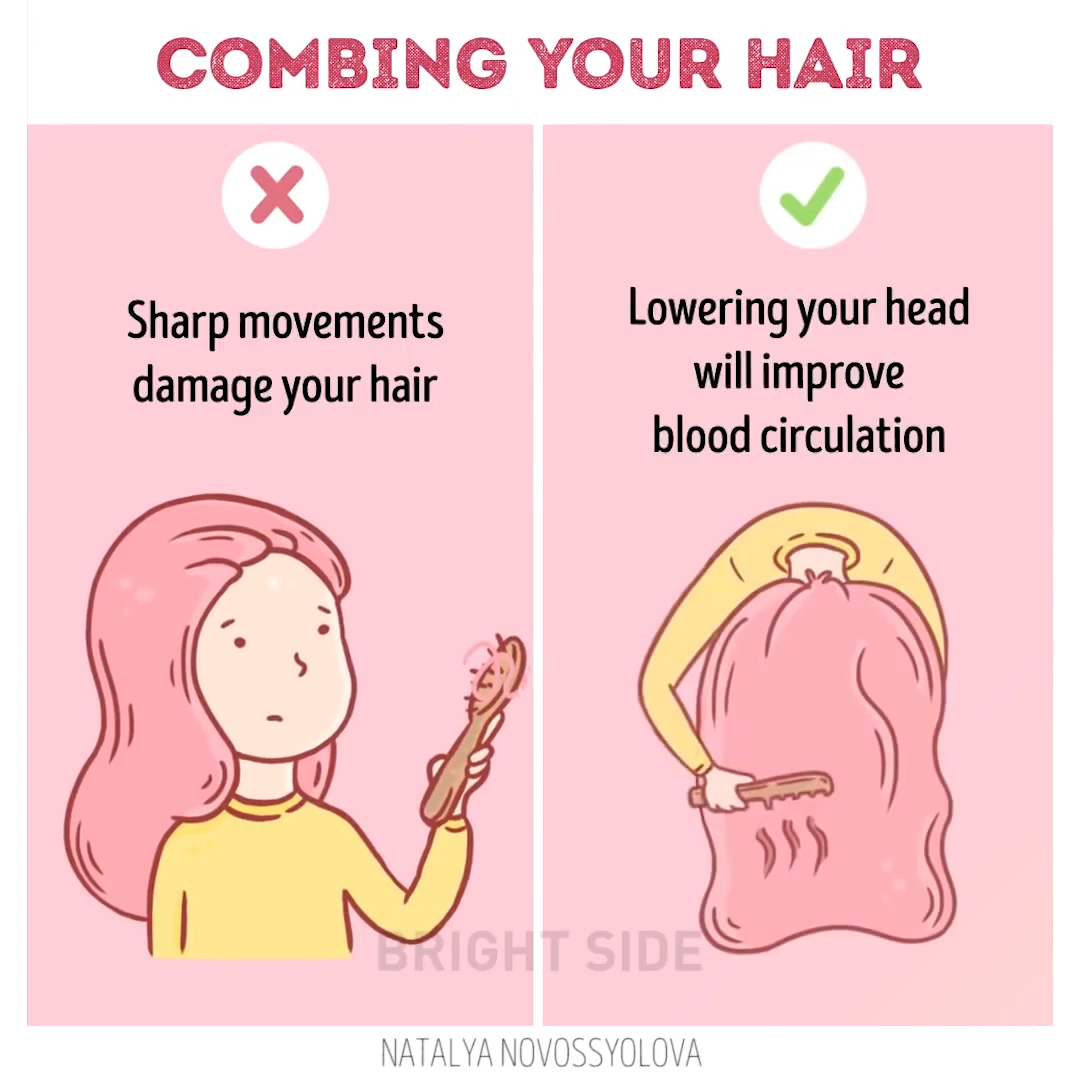 COMBING YOUR HAIR
Sharp movements
damage your hair
Lowering your head
will improve
blood circulation
BRIGHT SIDE
NATALYA NOVOSSYOLOVA